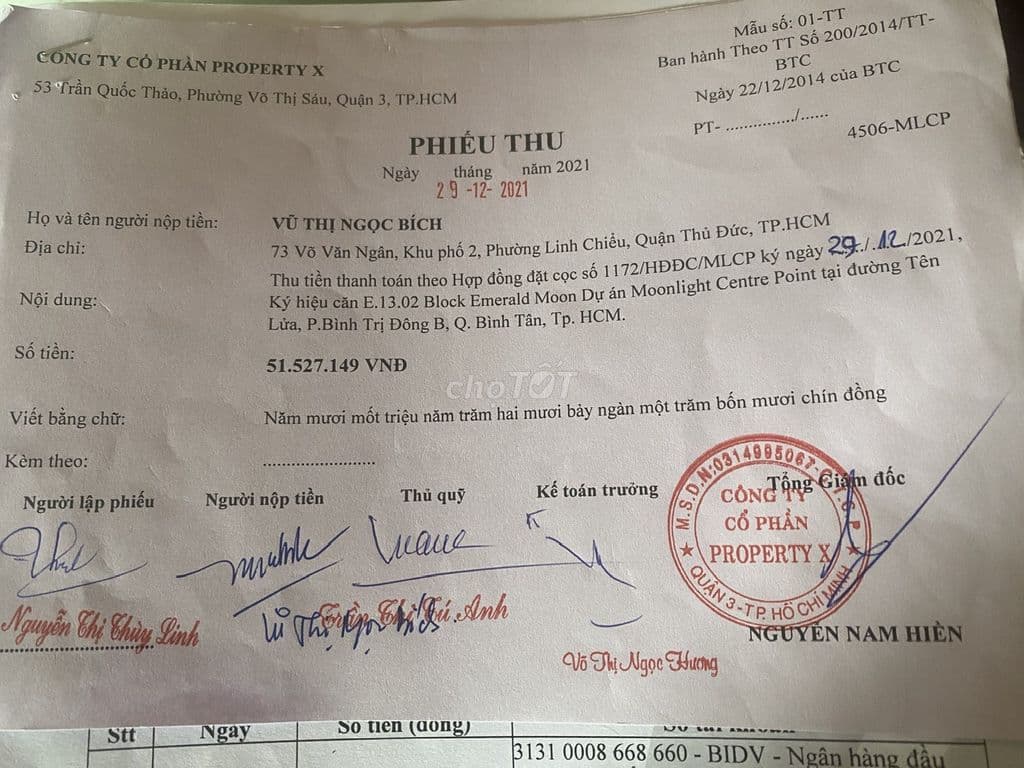 CÔNG TY CỔ PHẦN PROPERTY X
53 Trần Quốc Thảo, Phường Võ Thị Sáu, Quận 3, TP.HCM
Mẫu số: 01-TT
Ban hành Theo TT Số 200/2014/TT-
BTC
Ngày 22/12/2014 của BTC
PT- ................/......
4506-MLCP
PHIẾU THU
Ngày tháng năm 2021
29 -12- 2021
Họ và tên người nộp tiền: VŨ THỊ NGỌC BÍCH
Địa chỉ: 73 Võ Văn Ngân, Khu phố 2, Phường Linh Chiểu, Quận Thủ Đức, TP.HCM
Nội dung: Thu tiền thanh toán theo Hợp đồng đặt cọc số 1172/HĐĐC/MLCP ký ngày 29/.12/2021,
Ký hiệu căn E.13.02 Block Emerald Moon Dự án Moonlight Centre Point tại đường Tên
Lửa, P.Bình Trị Đông B, Q. Bình Tân, Tp. HCM.
Số tiền: 51.527.149 VNĐ
choTỐT
Viết bằng chữ: Năm mươi mốt triệu năm trăm hai mươi bảy ngàn một trăm bốn mươi chín đồng
Kèm theo: ........................
Người lập phiếu Người nộp tiền Thủ quỹ Kế toán trưởng Tổng Giám đốc
M.S.D.N:0314995067-C.T.C.P
CÔNG TY
CỔ PHẦN
PROPERTY X
QUẬN 3-TP. HỒ CHÍ MINH
Nguyễn Thị Thùy Linh
Vũ Thị Ngọc Bích
Trần Thị Tú Anh
Võ Thị Ngọc Hương
NGUYỄN NAM HIỀN
Stt Ngày Số tiền (đồng)
3131 0008 668 660 - BIDV - Ngân hàng đầu